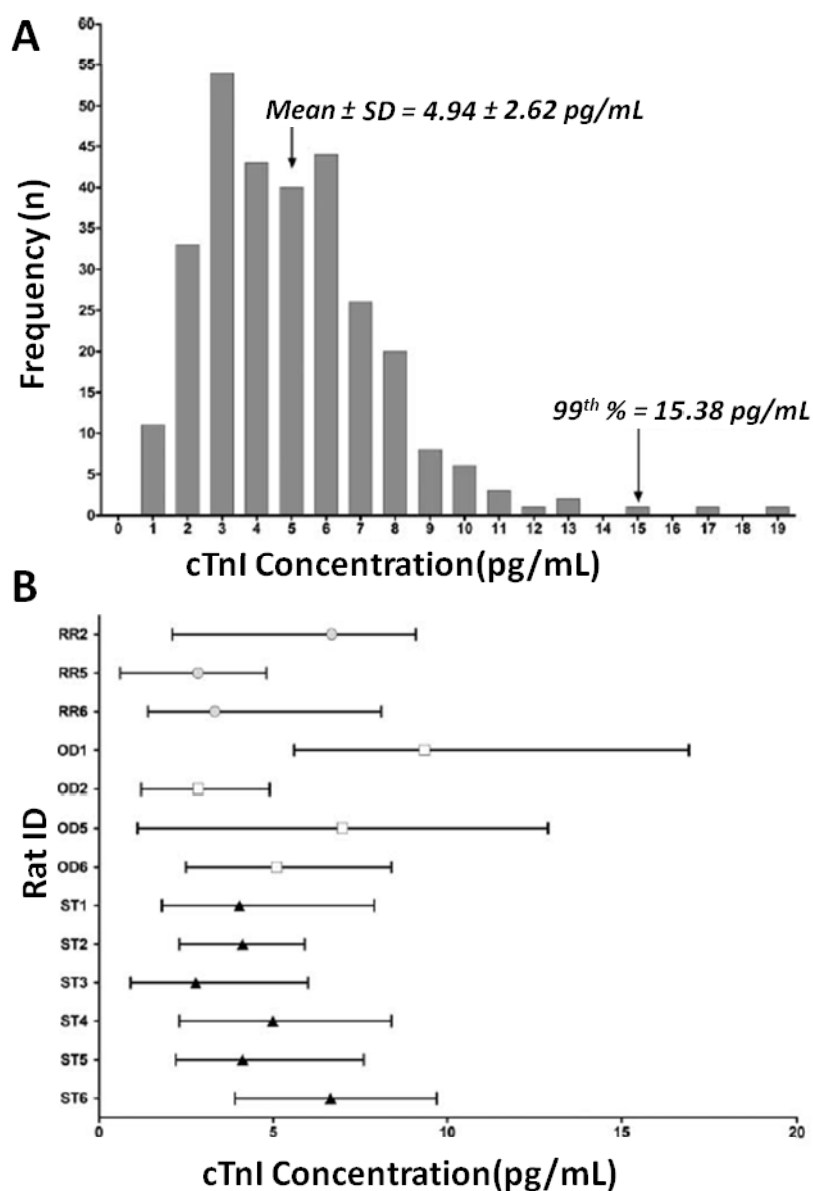 A
Frequency (n)
60
55
50
45
40
35
30
25
20
15
10
5
0
Mean ± SD = 4.94 ± 2.62 pg/mL
99th % = 15.38 pg/mL
0 1 2 3 4 5 6 7 8 9 10 11 12 13 14 15 16 17 18 19
cTnI Concentration(pg/mL)
B
Rat ID
RR2
RR5
RR6
OD1
OD2
OD5
OD6
ST1
ST2
ST3
ST4
ST5
ST6
0 5 10 15 20
cTnI Concentration(pg/mL)